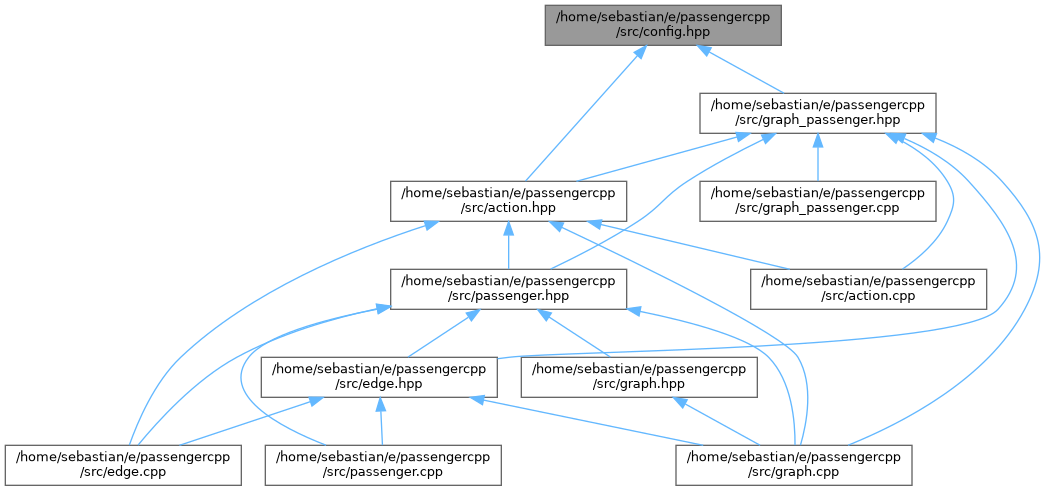 /home/sebastian/e/passengercpp
/src/config.hpp
/home/sebastian/e/passengercpp
/src/graph_passenger.hpp
/home/sebastian/e/passengercpp
/src/action.hpp
/home/sebastian/e/passengercpp
/src/graph_passenger.cpp
/home/sebastian/e/passengercpp
/src/passenger.hpp
/home/sebastian/e/passengercpp
/src/action.cpp
/home/sebastian/e/passengercpp
/src/edge.hpp
/home/sebastian/e/passengercpp
/src/graph.hpp
/home/sebastian/e/passengercpp
/src/edge.cpp
/home/sebastian/e/passengercpp
/src/passenger.cpp
/home/sebastian/e/passengercpp
/src/graph.cpp